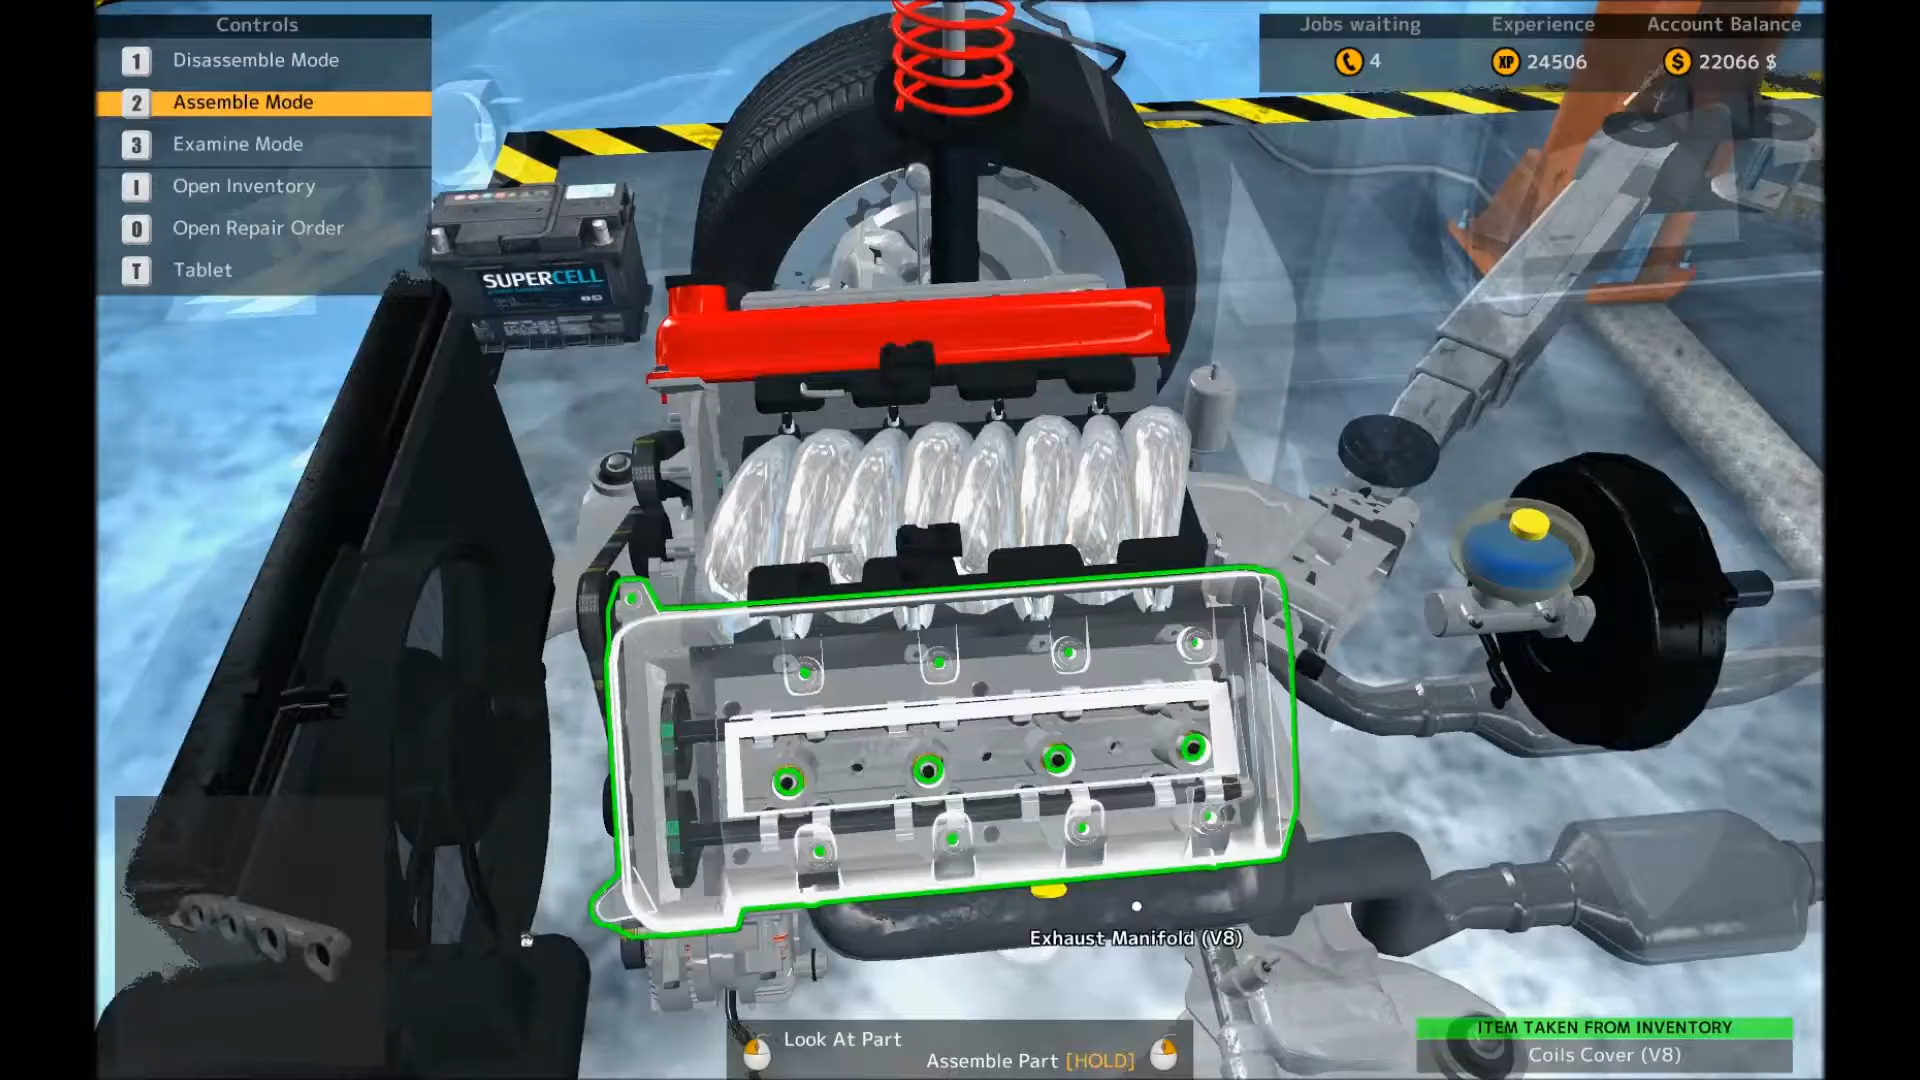 Controls
1 Disassemble Mode
2 Assemble Mode
3 Examine Mode
I Open Inventory
O Open Repair Order
T Tablet
Jobs waiting Experience Account Balance
4 XP 24506 $ 22066 $
SUPERCELL
Exhaust Manifold (V8)
Look At Part
Assemble Part [HOLD]
ITEM TAKEN FROM INVENTORY
Coils Cover (V8)